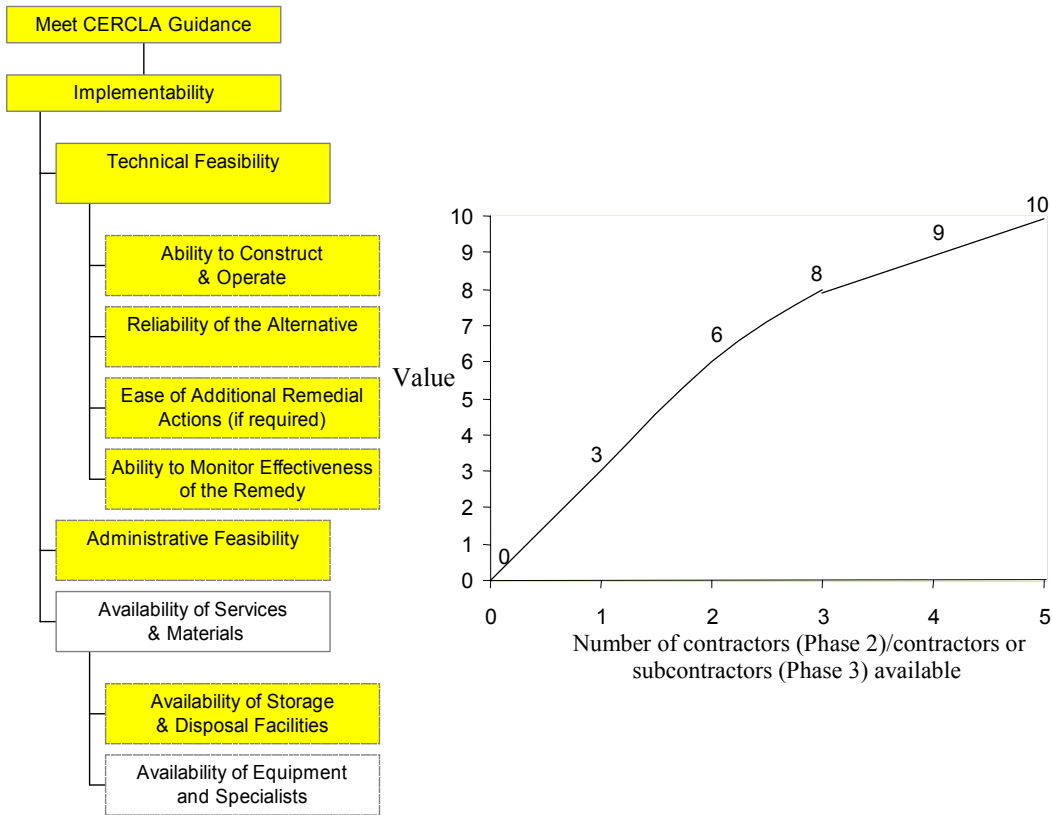 Meet CERCLA Guidance
Implementability
Technical Feasibility
Ability to Construct
& Operate
Reliability of the Alternative
Ease of Additional Remedial
Actions (if required)
Ability to Monitor Effectiveness
of the Remedy
Administrative Feasibility
Availability of Services
& Materials
Availability of Storage
& Disposal Facilities
Availability of Equipment
and Specialists
Value
10
9
8
7
6
5
4
3
2
1
0
0
3
6
8
9
10
0 1 2 3 4 5
Number of contractors (Phase 2)/contractors or
subcontractors (Phase 3) available